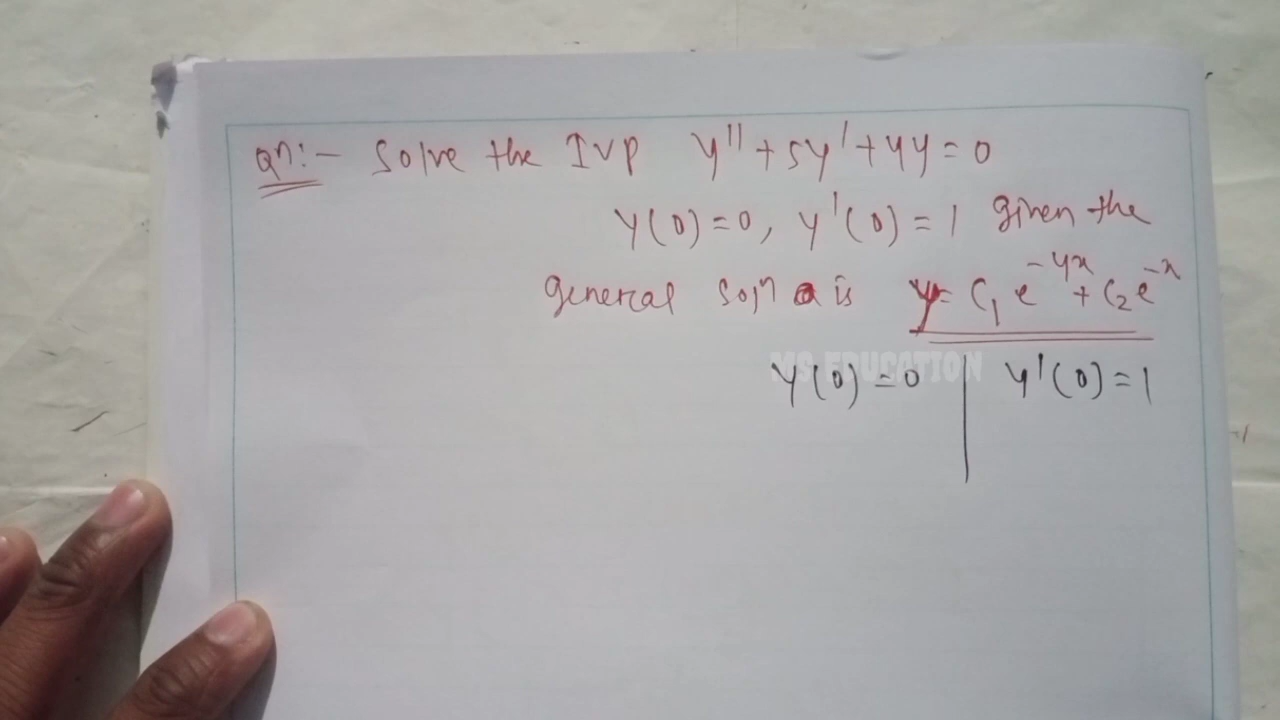 Qn:- Solve the IVP y'' + 5y' + 4y = 0
y(0) = 0, y'(0) = 1 given the
general soln is y = C₁ e^{-4x} + C₂ e^{-x}
MS EDUCATION
y(0) = 0 | y'(0) = 1